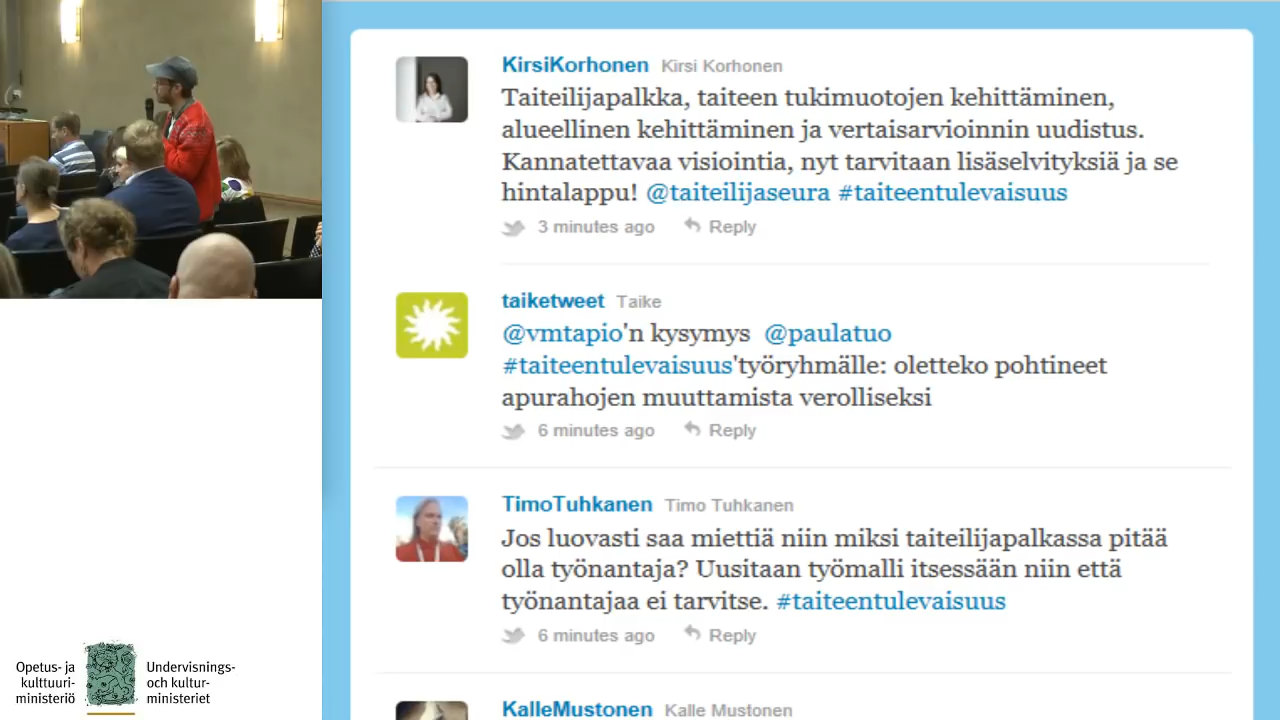 KirsiKorhonen Kirsi Korhonen
Taiteilijapalkka, taiteen tukimuotojen kehittäminen,
alueellinen kehittäminen ja vertaisarvioinnin uudistus.
Kannatettavaa visiointia, nyt tarvitaan lisäselvityksiä ja se
hintalappu! @taiteilijaseura #taiteentulevaisuus
3 minutes ago Reply
taiketweet Taike
@vmtapio'n kysymys @paulatuo
#taiteentulevaisuus'työryhmälle: oletteko pohtineet
apurahojen muuttamista verolliseksi
6 minutes ago Reply
TimoTuhkanen Timo Tuhkanen
Jos luovasti saa miettiä niin miksi taiteilijapalkassa pitää
olla työnantaja? Uusitaan työmalli itsessään niin että
työnantajaa ei tarvitse. #taiteentulevaisuus
6 minutes ago Reply
KalleMustonen Kalle Mustonen
Opetus- ja
kulttuuri-
ministeriö
Undervisnings-
och kultur-
ministeriet